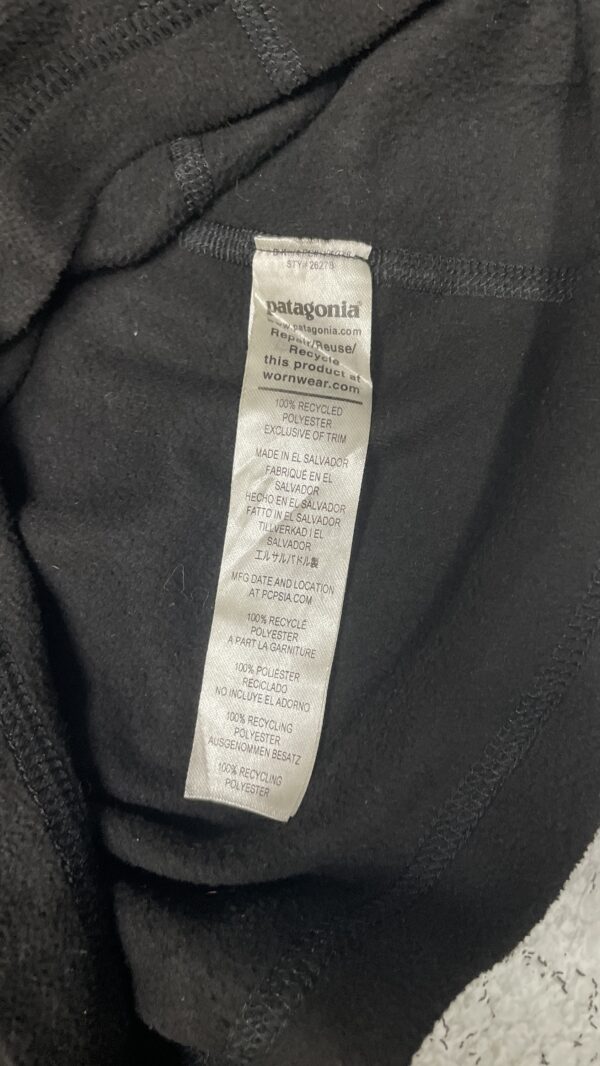 STY# 26278
patagonia®
www.patagonia.com
Repair/Reuse/
Recycle
this product at
wornwear.com
100% RECYCLED
POLYESTER
EXCLUSIVE OF TRIM
MADE IN EL SALVADOR
FABRIQUÉ EN EL
SALVADOR
HECHO EN EL SALVADOR
FATTO IN EL SALVADOR
TILLVERKAD I EL
SALVADOR
エルサルバドル製
MFG DATE AND LOCATION
AT PCPSIA.COM
100% RECYCLÉ
POLYESTER
A PART LA GARNITURE
100% POLIÉSTER
RECICLADO
NO INCLUYE EL ADORNO
100% RECYCLING
POLYESTER
AUSGENOMMEN BESATZ
100% RECYCLING
POLYESTER